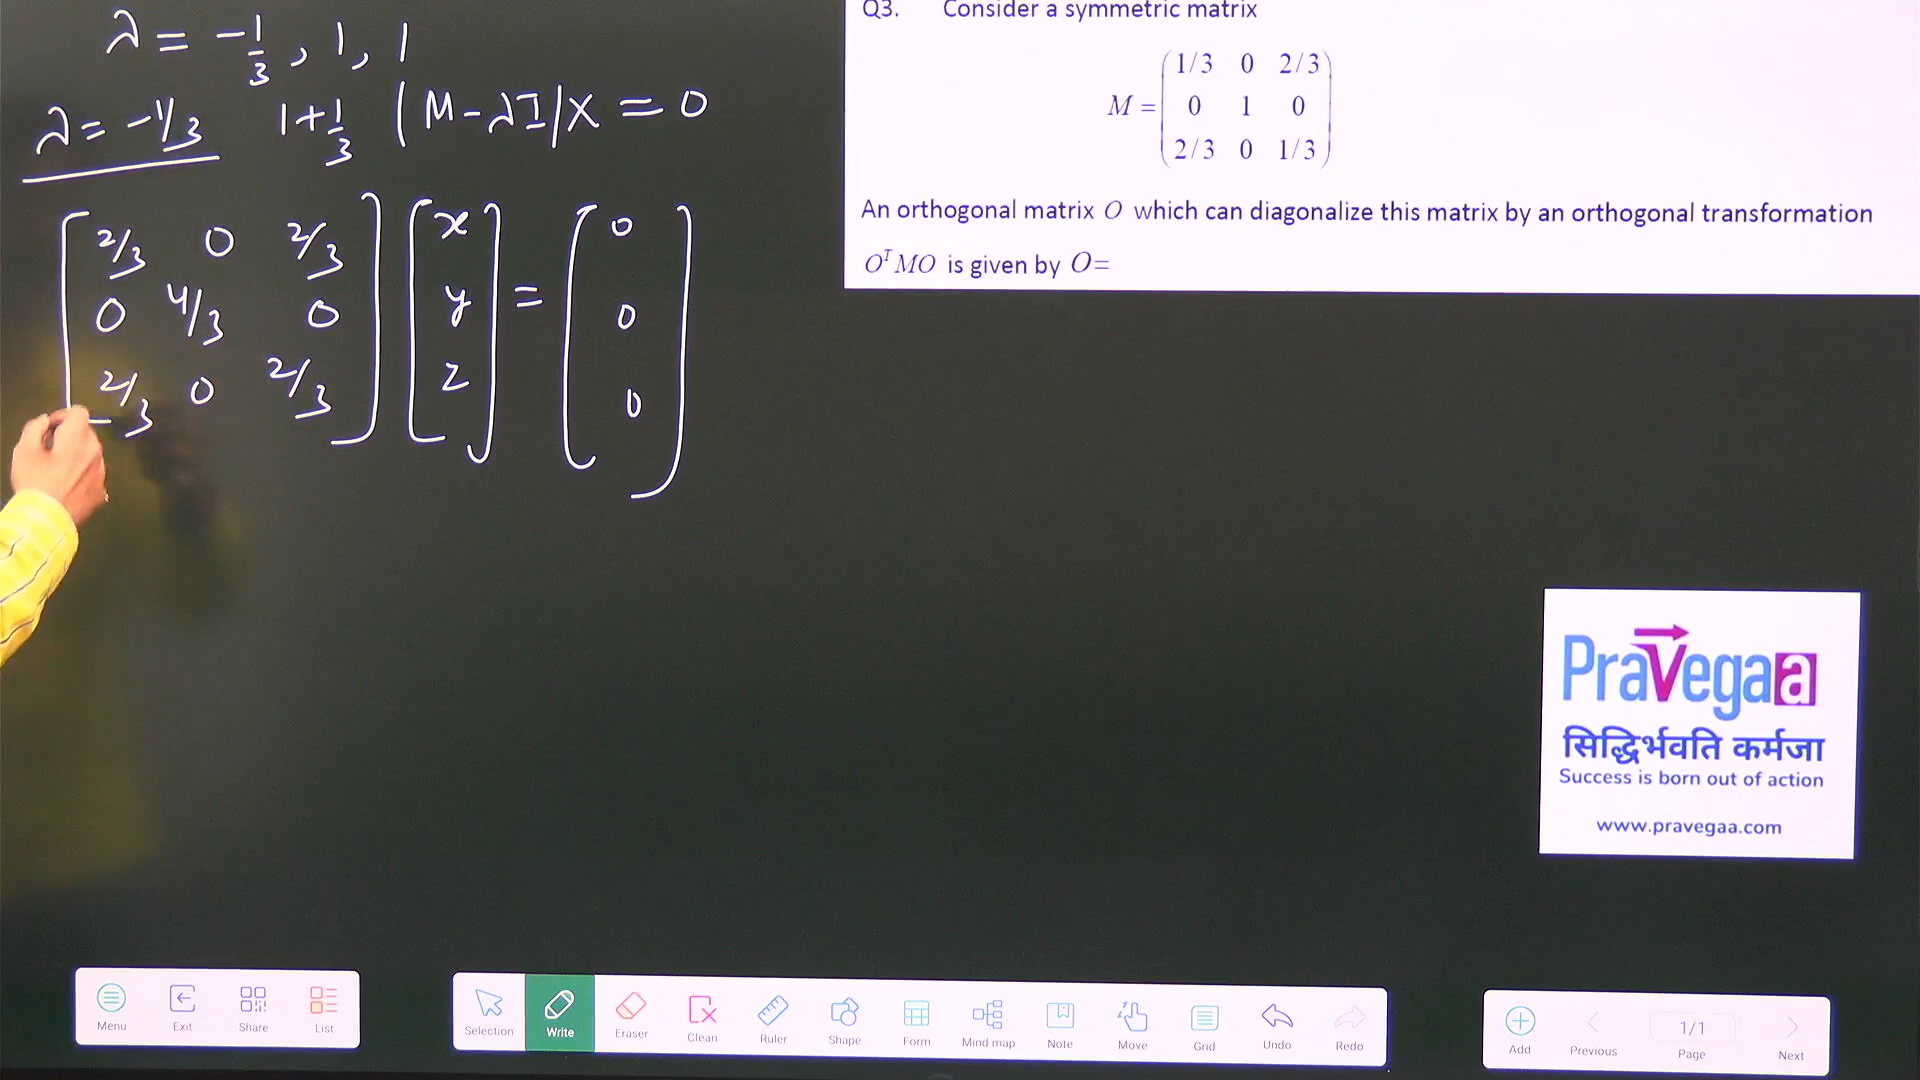 λ = -1/3, 1, 1
λ = -1/3 1+1/3 |M-λI|X = 0
[2/3 0 2/3] [x] = [0]
[0 4/3 0] [y] [0]
[2/3 0 2/3] [z] [0]
Q3. Consider a symmetric matrix
1/3 0 2/3
M = 0 1 0
2/3 0 1/3
An orthogonal matrix O which can diagonalize this matrix by an orthogonal transformation
OᵀMO is given by O=
Pravegaa
सिद्धिर्भवति कर्मजा
Success is born out of action
www.pravegaa.com
Menu Exit Share List
Selection Write Eraser Clean Ruler Shape Form Mind map Note Move Grid Undo Redo
Add Previous 1/1 Page Next